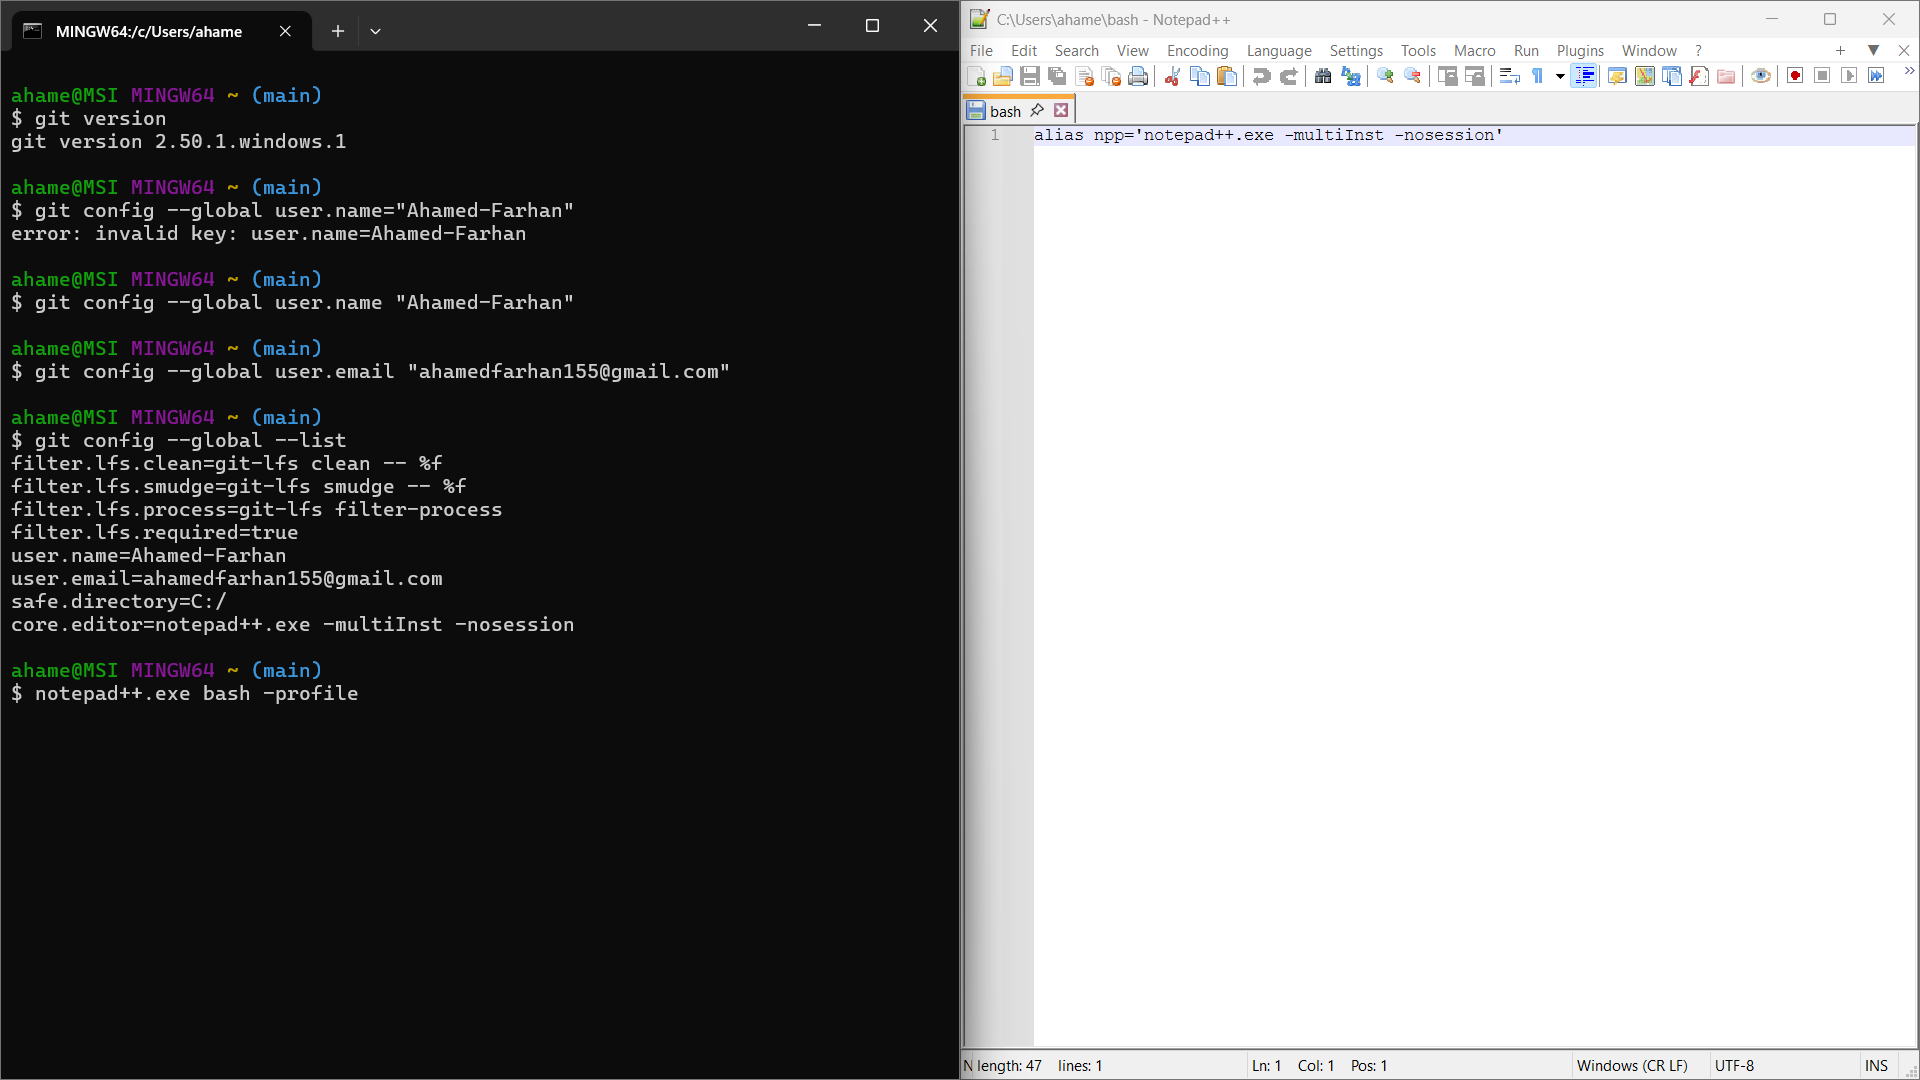 MINGW64:/c/Users/ahame
ahame@MSI MINGW64 ~ (main)
$ git version
git version 2.50.1.windows.1
ahame@MSI MINGW64 ~ (main)
$ git config --global user.name="Ahamed-Farhan"
error: invalid key: user.name=Ahamed-Farhan
ahame@MSI MINGW64 ~ (main)
$ git config --global user.name "Ahamed-Farhan"
ahame@MSI MINGW64 ~ (main)
$ git config --global user.email "ahamedfarhan155@gmail.com"
ahame@MSI MINGW64 ~ (main)
$ git config --global --list
filter.lfs.clean=git-lfs clean -- %f
filter.lfs.smudge=git-lfs smudge -- %f
filter.lfs.process=git-lfs filter-process
filter.lfs.required=true
user.name=Ahamed-Farhan
user.email=ahamedfarhan155@gmail.com
safe.directory=C:/
core.editor=notepad++.exe -multiInst -nosession
ahame@MSI MINGW64 ~ (main)
$ notepad++.exe bash -profile
C:\Users\ahame\bash - Notepad++
File Edit Search View Encoding Language Settings Tools Macro Run Plugins Window ?
bash
1 alias npp='notepad++.exe -multiInst -nosession'
N length: 47 lines: 1 Ln: 1 Col: 1 Pos: 1 Windows (CR LF) UTF-8 INS